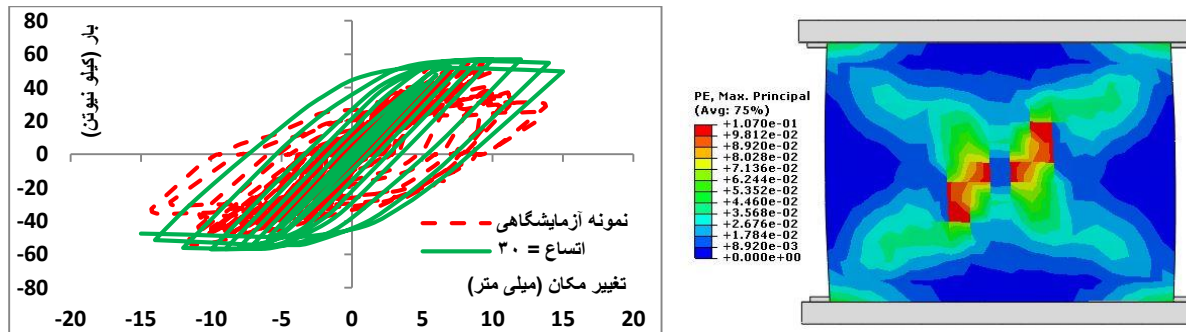 80
60
40
20
0
-20
-40
-60
-80
بار (کیلو نیوتن)
نمونه آزمایشگاهی
اتساع = ۳۰
تغییر مکان (میلی متر)
-20 -15 -10 -5 0 5 10 15 20
PE, Max. Principal
(Avg: 75%)
+1.070e-01
+9.812e-02
+8.920e-02
+8.028e-02
+7.136e-02
+6.244e-02
+5.352e-02
+4.460e-02
+3.568e-02
+2.676e-02
+1.784e-02
+8.920e-03
+0.000e+00